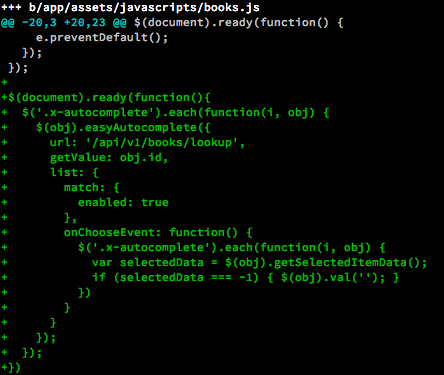 +++ b/app/assets/javascripts/books.js
@@ -20,3 +20,23 @@ $(document).ready(function() {
     e.preventDefault();
   });
 });
+
+$(document).ready(function(){
+  $('.x-autocomplete').each(function(i, obj) {
+    $(obj).easyAutocomplete({
+      url: '/api/v1/books/lookup',
+      getValue: obj.id,
+      list: {
+        match: {
+          enabled: true
+        },
+        onChooseEvent: function() {
+          $('.x-autocomplete').each(function(i, obj) {
+            var selectedData = $(obj).getSelectedItemData();
+            if (selectedData === -1) { $(obj).val(''); }
+          })
+        }
+      }
+    });
+  });
+})